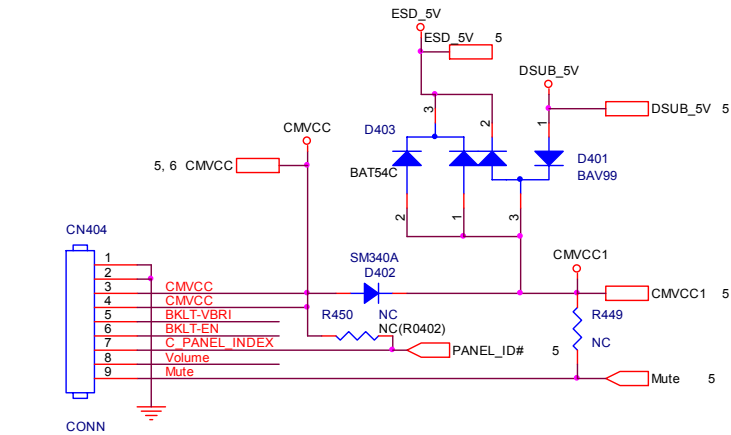 ESD_5V
ESD_5V 5
DSUB_5V
DSUB_5V 5
CMVCC
D403
3
2
1
D401
BAV99
5, 6 CMVCC
BAT54C
2
1
3
CN404
SM340A
D402
CMVCC1
1
2
3 CMVCC
4 CMVCC
5 BKLT-VBRI
6 BKLT-EN
7 C_PANEL_INDEX
8 Volume
9 Mute
CMVCC1 5
R450 NC
NC(R0402)
R449
NC
PANEL_ID# 5
Mute 5
CONN